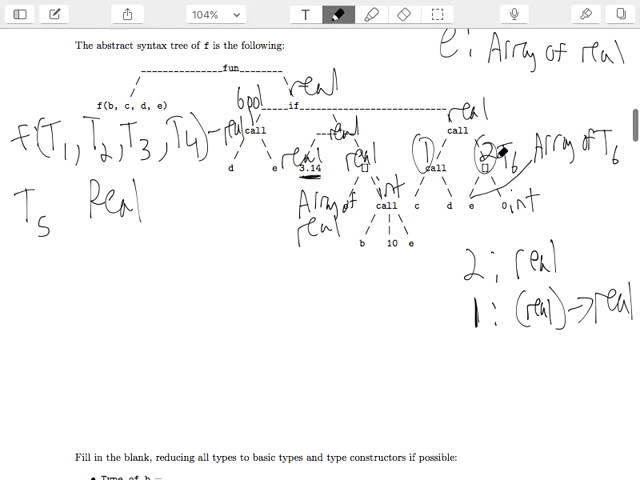 104%
The abstract syntax tree of f is the following:
e: Array of real
fun
f(b, c, d, e)
real
bool
if
real
f(T1, T2, T3, T4) - real
call
real
call
d
e
real
3.14
real
1
call
2 T6
Array of T6
T5 Real
Array of real
int
call
c
d
e
0
int
b
10
e
2: real
1: (real) -> real
Fill in the blank, reducing all types to basic types and type constructors if possible:
• Type of b =